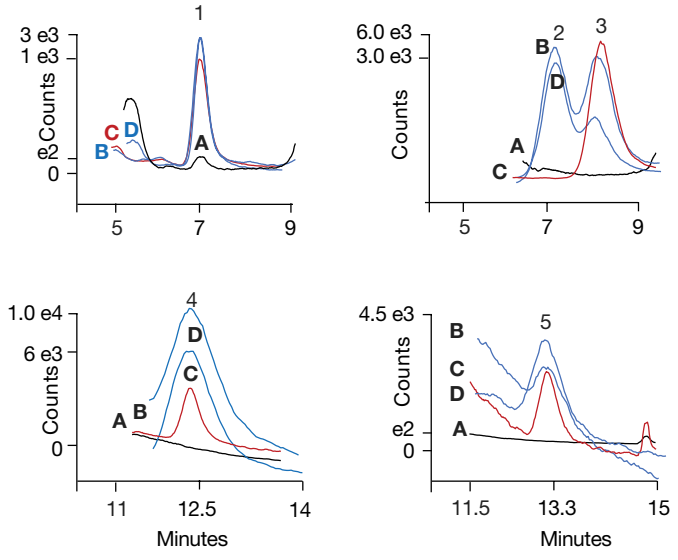 1
3 e3
1 e3
Counts
C D
B
A
e2
0
5 7 9
6.0 e3
3.0 e3
2 3
B
D
Counts
A
C
5 7 9
4
1.0 e4
6 e3
Counts
D
C
A B
0
11 12.5 14
Minutes
5
4.5 e3
Counts
B
C
D
A
e2
0
11.5 13.3 15
Minutes